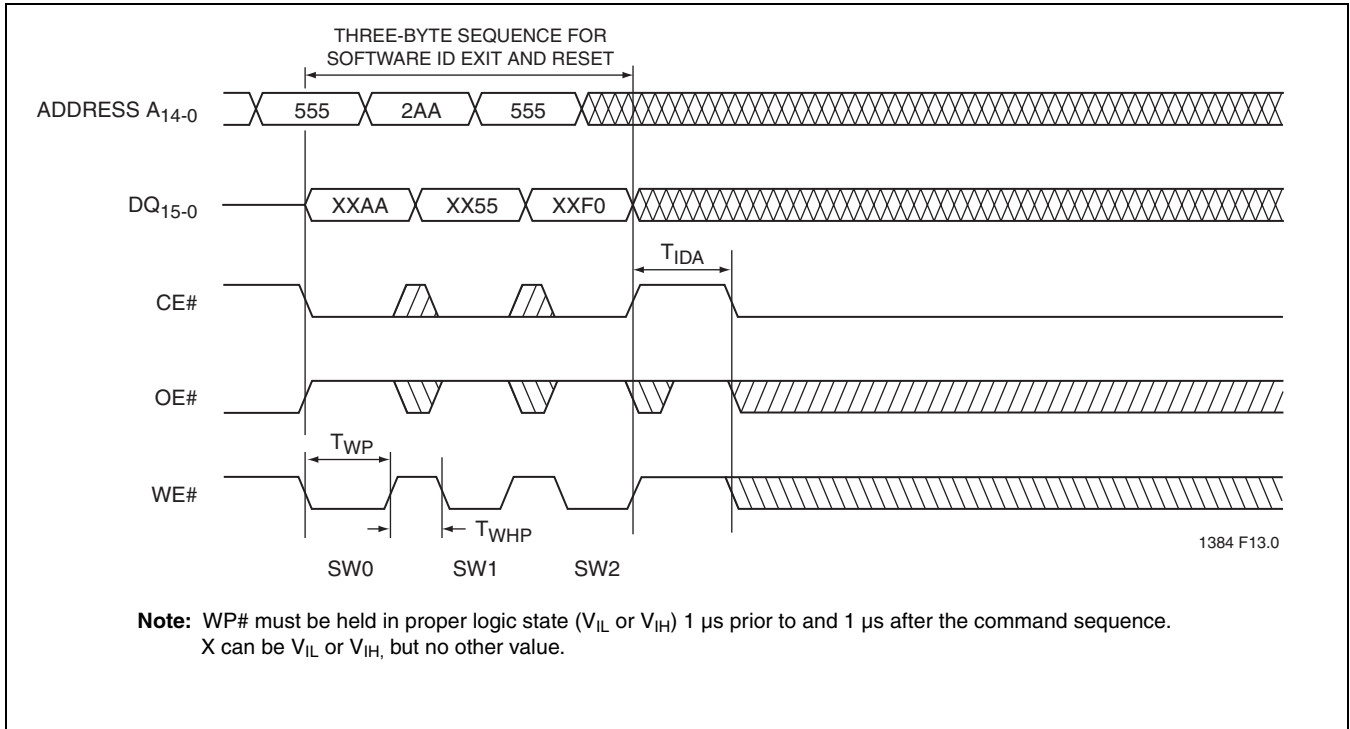 THREE-BYTE SEQUENCE FOR
SOFTWARE ID EXIT AND RESET
ADDRESS A14-0 555 2AA 555
DQ15-0 XXAA XX55 XXF0
TIDA
CE#
OE#
TWP
WE#
TWHP
SW0 SW1 SW2
1384 F13.0
Note: WP# must be held in proper logic state (VIL or VIH) 1 µs prior to and 1 µs after the command sequence.
X can be VIL or VIH, but no other value.